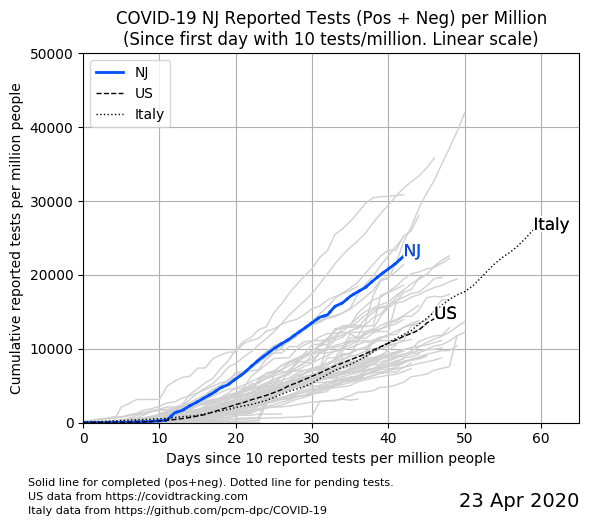 COVID-19 NJ Reported Tests (Pos + Neg) per Million
(Since first day with 10 tests/million. Linear scale)
Cumulative reported tests per million people
50000
40000
30000
20000
10000
0
NJ
US
Italy
Italy
NJ
US
0 10 20 30 40 50 60
Days since 10 reported tests per million people
Solid line for completed (pos+neg). Dotted line for pending tests.
US data from https://covidtracking.com
Italy data from https://github.com/pcm-dpc/COVID-19
23 Apr 2020